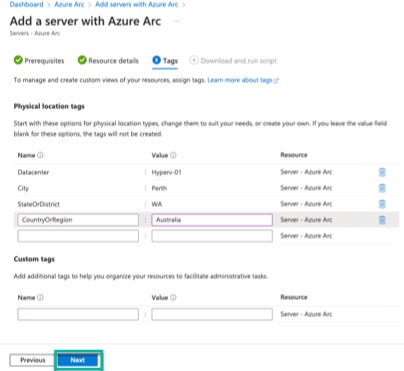 Dashboard > Azure Arc > Add servers with Azure Arc >
Add a server with Azure Arc ...
Servers - Azure Arc
Prerequisites Resource details 3 Tags Download and run script
To manage and create custom views of your resources, assign tags. Learn more about tags
Physical location tags
Start with these options for physical location types, change them to suit your needs, or create your own. If you leave the value field
blank for these options, the tags will not be created.
Name Value Resource
Datacenter : Hyperv-01 Server - Azure Arc
City : Perth Server - Azure Arc
StateOrDistrict : WA Server - Azure Arc
CountryOrRegion : Australia Server - Azure Arc
: Server - Azure Arc
Custom tags
Add additional tags to help you organize your resources to facilitate administrative tasks.
Name Value Resource
: Server - Azure Arc
Previous Next